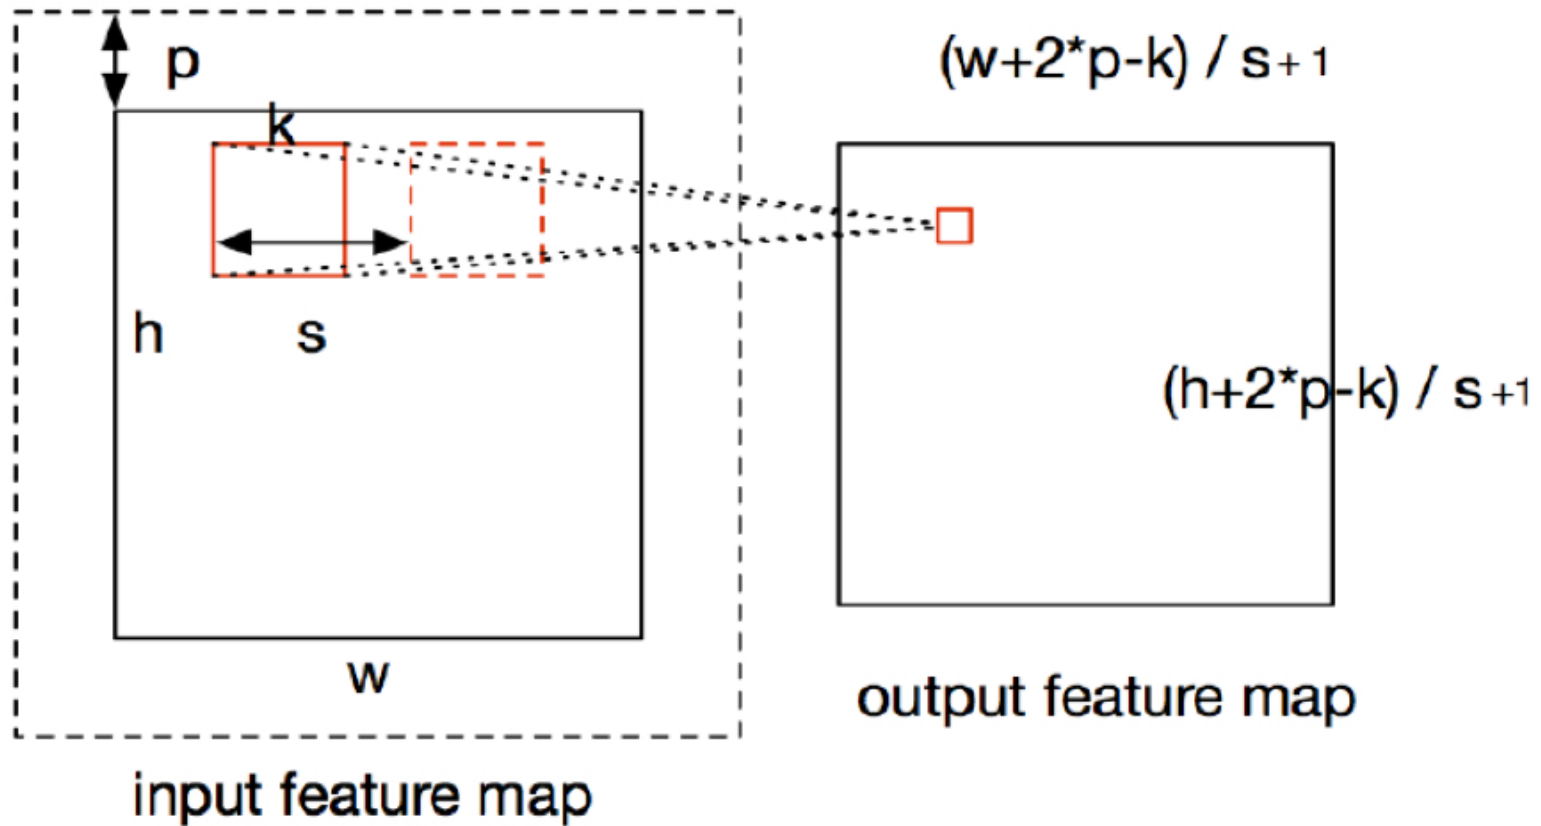 p
k
h
s
w
input feature map
(w+2*p-k) / s+1
(h+2*p-k) / s+1
output feature map